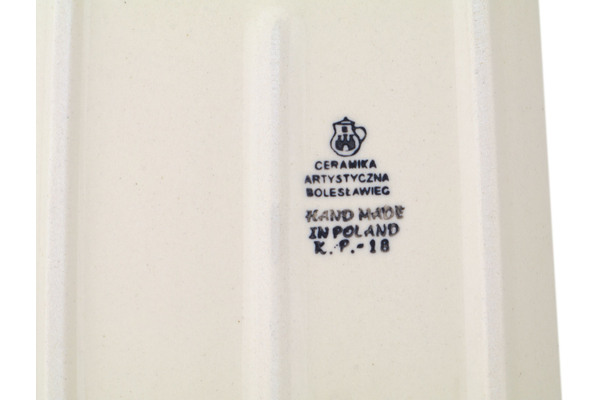 CERAMIKA
ARTYSTYCZNA
BOLESŁAWIEC
HAND MADE
IN POLAND
K. P.-18